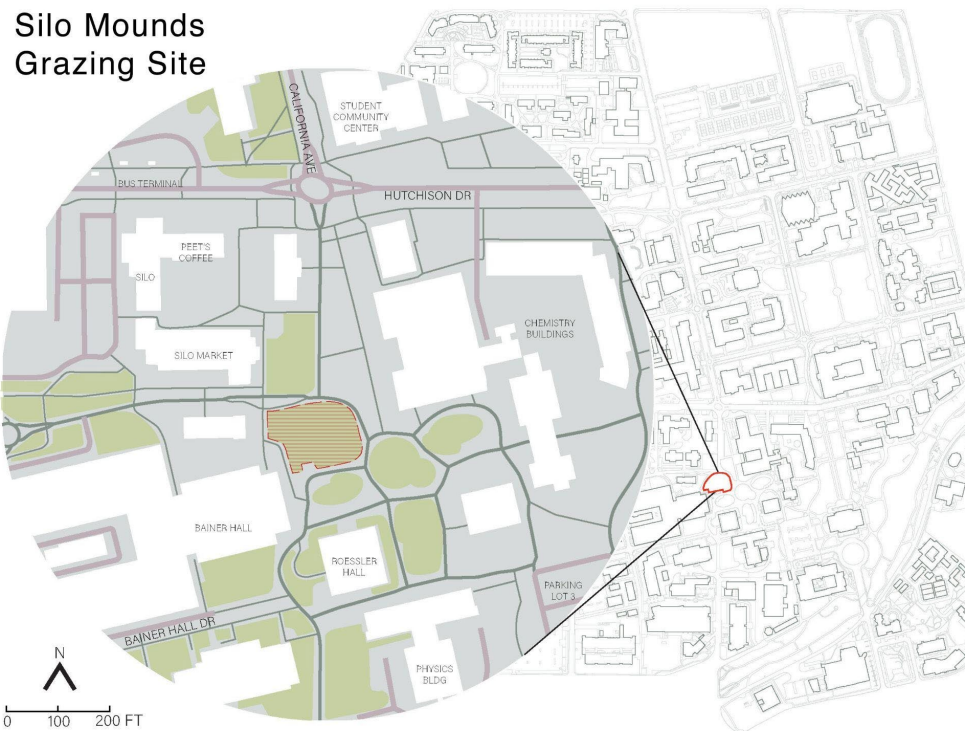 Silo Mounds
Grazing Site
CALIFORNIA AVE
STUDENT
COMMUNITY
CENTER
BUS TERMINAL
HUTCHISON DR
PEET'S
COFFEE
SILO
CHEMISTRY
BUILDINGS
SILO MARKET
BAINER HALL
ROESSLER
HALL
PARKING
LOT 3
BAINER HALL DR
PHYSICS
BLDG
N
0 100 200 FT